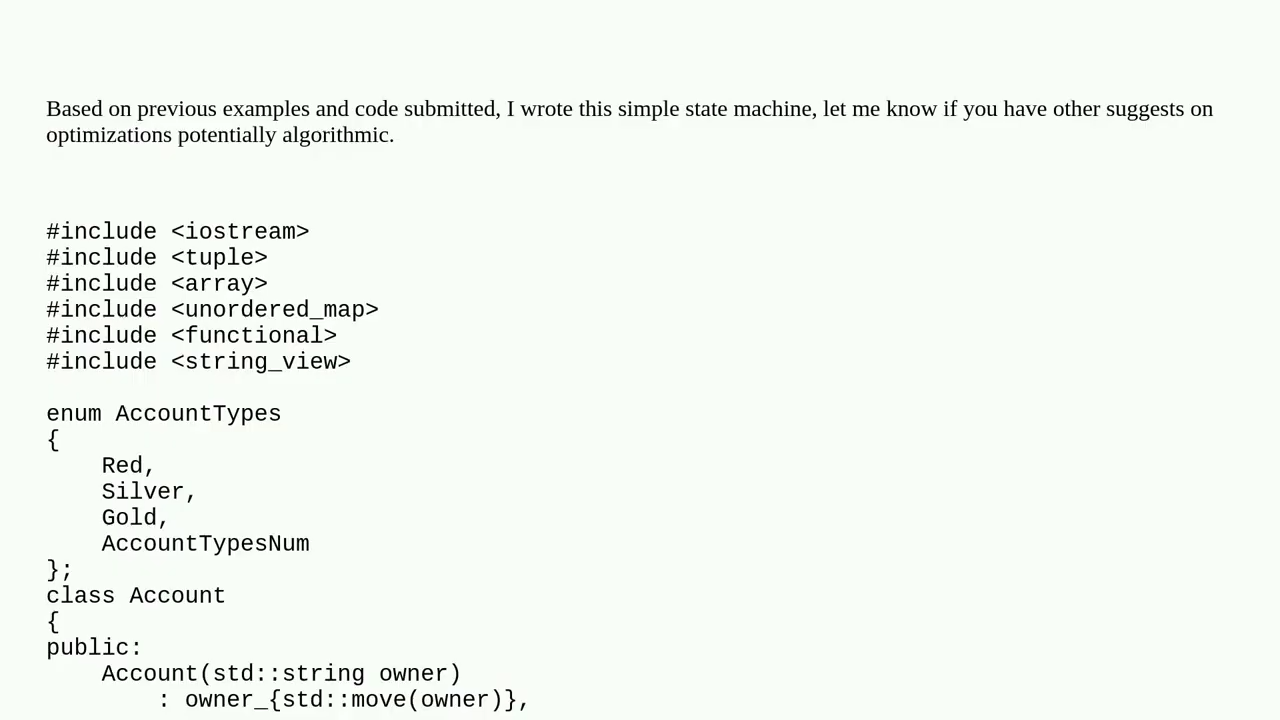 Based on previous examples and code submitted, I wrote this simple state machine, let me know if you have other suggests on
optimizations potentially algorithmic.
#include <iostream>
#include <tuple>
#include <array>
#include <unordered_map>
#include <functional>
#include <string_view>
enum AccountTypes
{
    Red,
    Silver,
    Gold,
    AccountTypesNum
};
class Account
{
public:
    Account(std::string owner)
        : owner_{std::move(owner)},